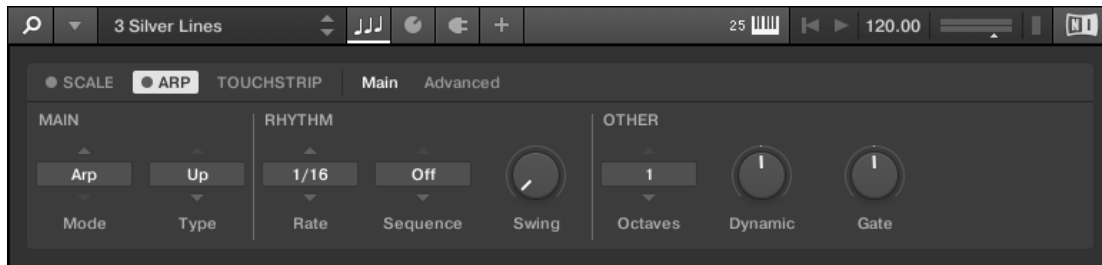 3 Silver Lines 25 120.00 NI
SCALE ARP TOUCHSTRIP Main Advanced
MAIN RHYTHM OTHER
Arp Up 1/16 Off 1
Mode Type Rate Sequence Swing Octaves Dynamic Gate